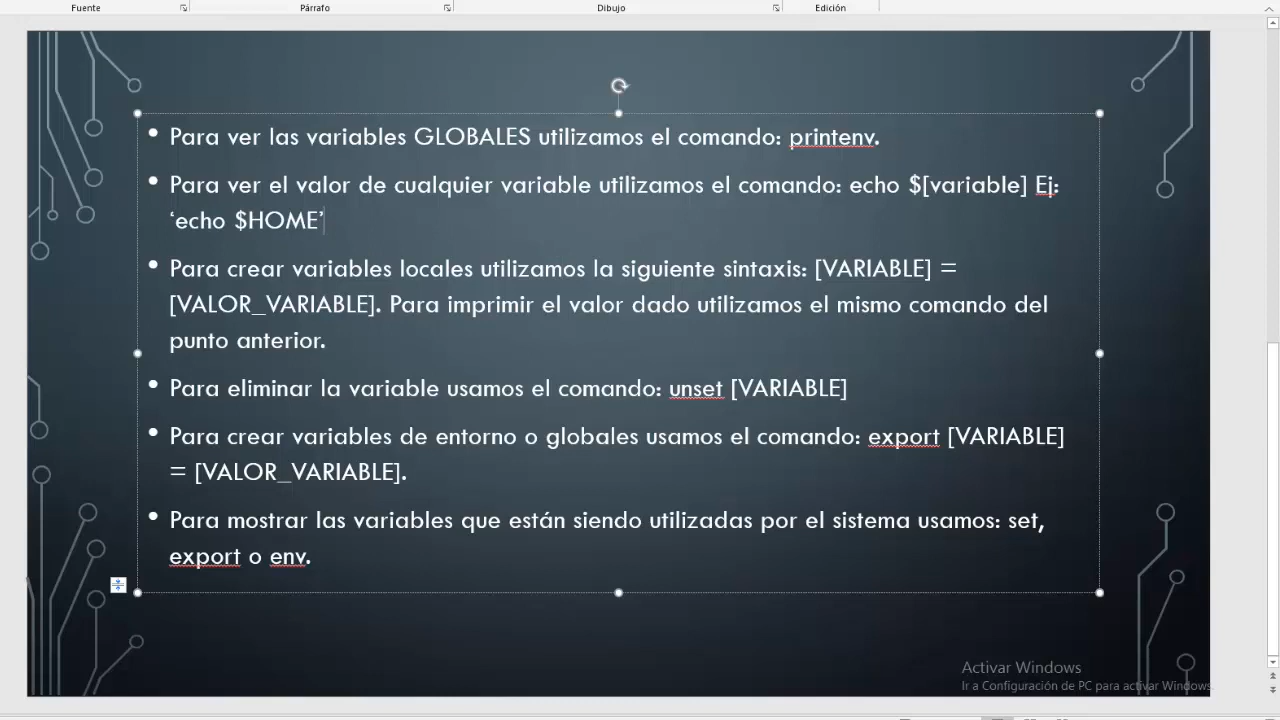 Fuente Párrafo Dibujo Edición
• Para ver las variables GLOBALES utilizamos el comando: printenv.
• Para ver el valor de cualquier variable utilizamos el comando: echo $[variable] Ej:
‘echo $HOME’
• Para crear variables locales utilizamos la siguiente sintaxis: [VARIABLE] =
[VALOR_VARIABLE]. Para imprimir el valor dado utilizamos el mismo comando del
punto anterior.
• Para eliminar la variable usamos el comando: unset [VARIABLE]
• Para crear variables de entorno o globales usamos el comando: export [VARIABLE]
= [VALOR_VARIABLE].
• Para mostrar las variables que están siendo utilizadas por el sistema usamos: set,
export o env.
Activar Windows
Ir a Configuración de PC para activar Windows.